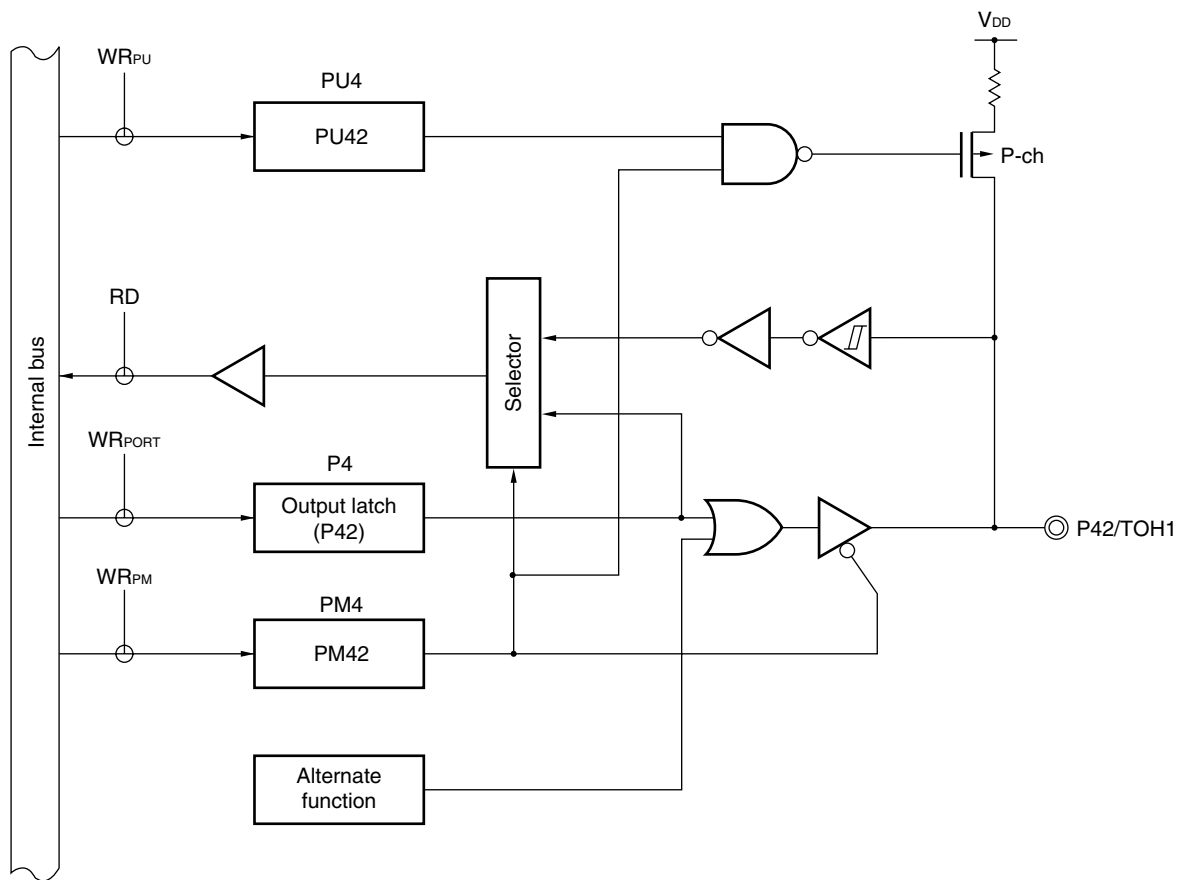 VDD
WRPU
PU4
PU42
P-ch
RD
Selector
Internal bus
WRPORT
P4
Output latch
(P42)
P42/TOH1
WRPM
PM4
PM42
Alternate
function